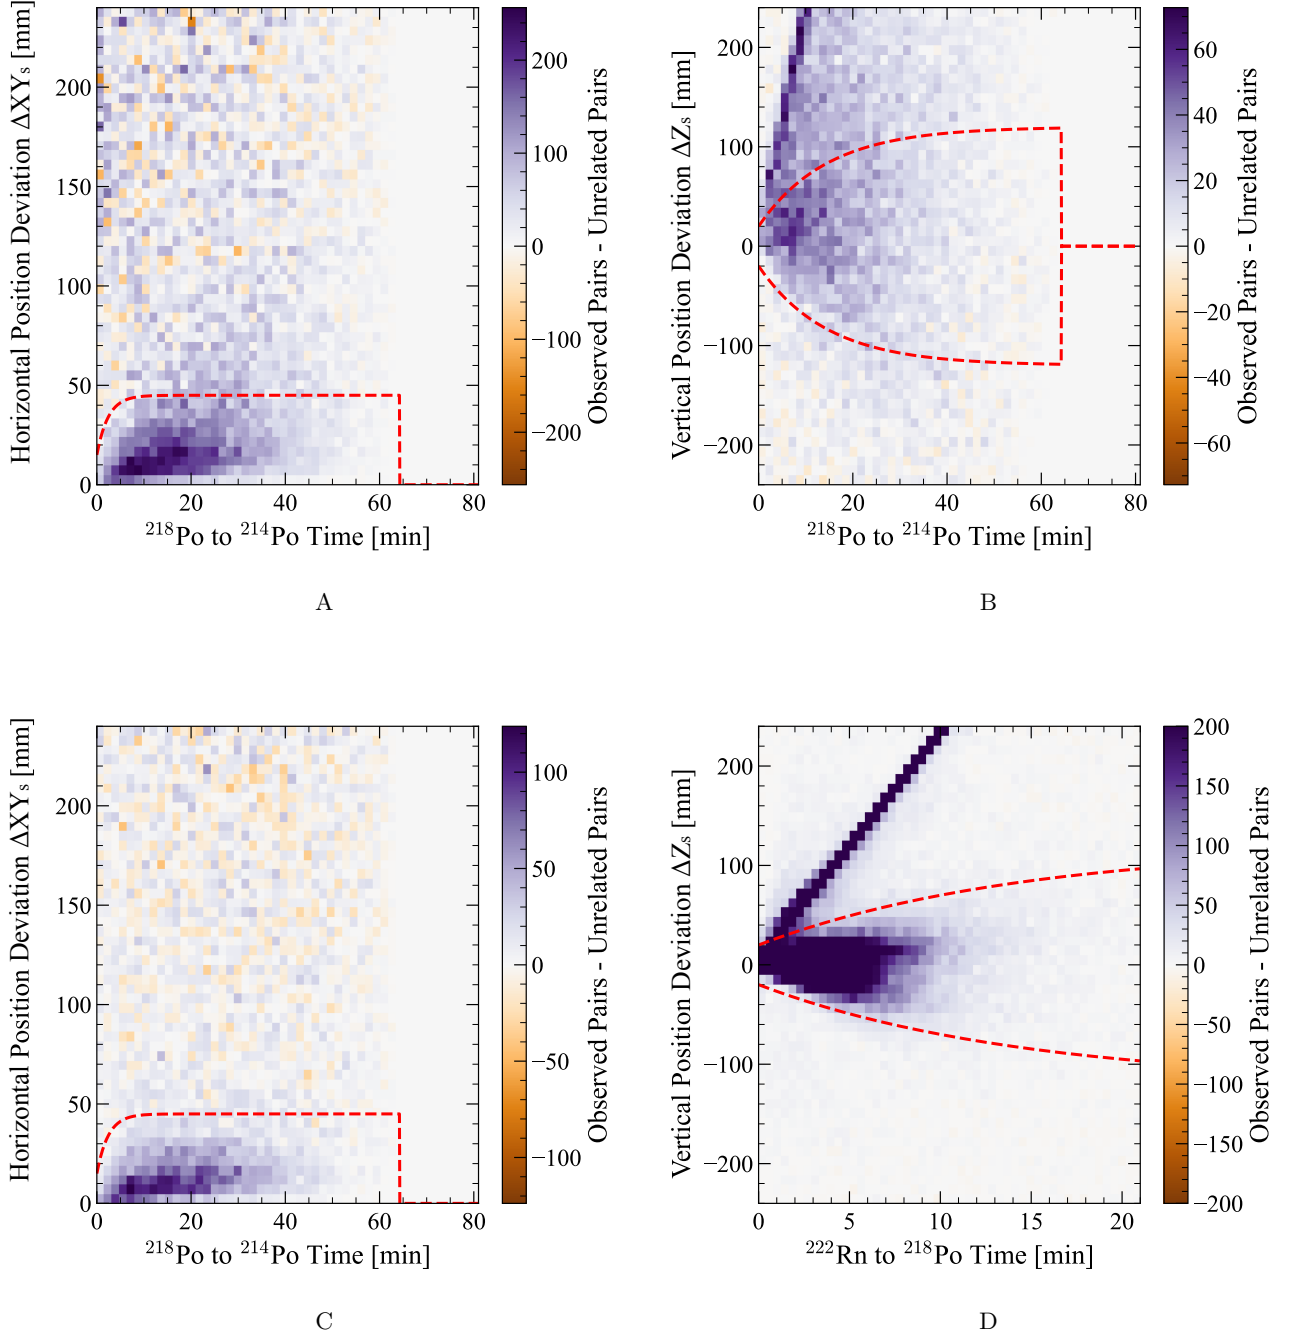 Horizontal Position Deviation ΔXYₛ [mm]
200
150
100
50
0
0 20 40 60 80
²¹⁸Po to ²¹⁴Po Time [min]
200
100
0
−100
−200
Observed Pairs - Unrelated Pairs
A
Vertical Position Deviation ΔZₛ [mm]
200
100
0
−100
−200
0 20 40 60 80
²¹⁸Po to ²¹⁴Po Time [min]
60
40
20
0
−20
−40
−60
Observed Pairs - Unrelated Pairs
B
Horizontal Position Deviation ΔXYₛ [mm]
200
150
100
50
0
0 20 40 60 80
²¹⁸Po to ²¹⁴Po Time [min]
100
50
0
−50
−100
Observed Pairs - Unrelated Pairs
C
Vertical Position Deviation ΔZₛ [mm]
200
100
0
−100
−200
0 5 10 15 20
²²²Rn to ²¹⁸Po Time [min]
200
150
100
50
0
−50
−100
−150
−200
Observed Pairs - Unrelated Pairs
D